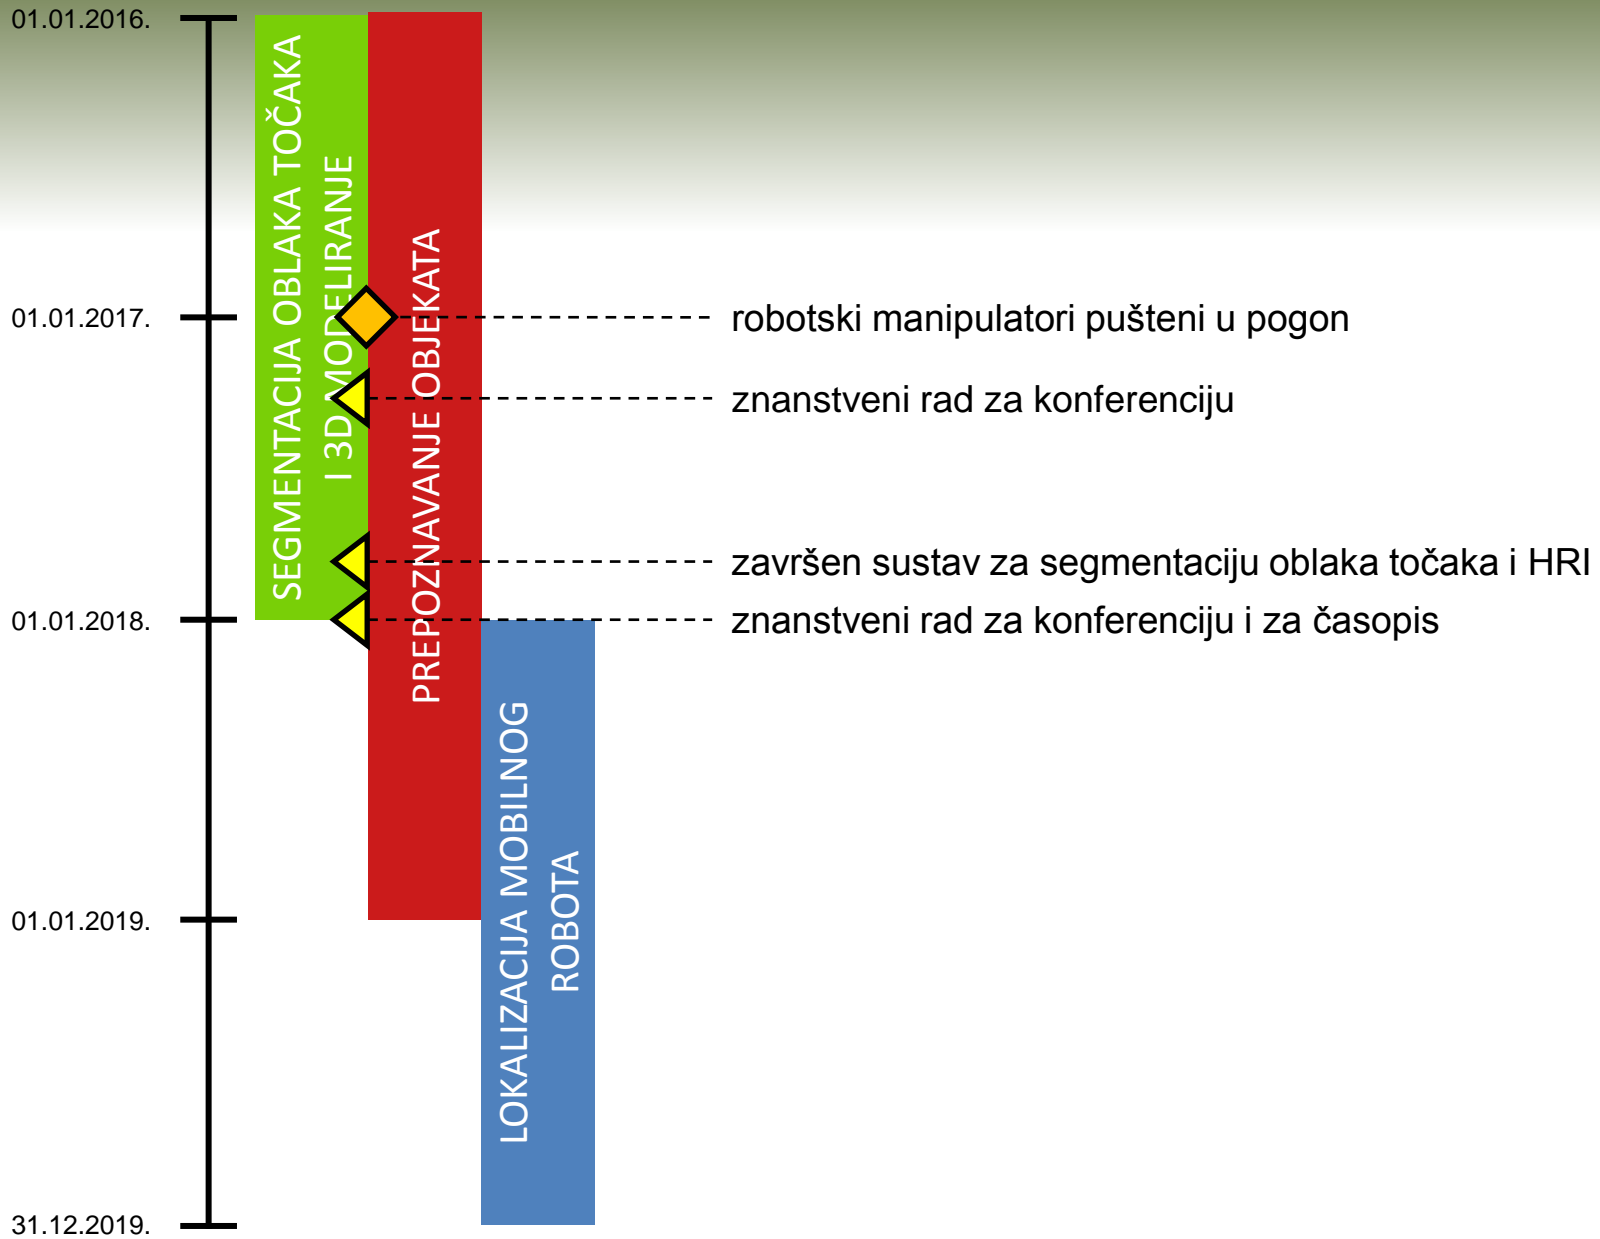 01.01.2016.
SEGMENTACIJA OBLAKA TOČAKA
I 3D MODELIRANJE
PREPOZNAVANJE OBJEKATA
01.01.2017.
robotski manipulatori pušteni u pogon
znanstveni rad za konferenciju
završen sustav za segmentaciju oblaka točaka i HRI
01.01.2018.
znanstveni rad za konferenciju i za časopis
LOKALIZACIJA MOBILNOG
ROBOTA
01.01.2019.
31.12.2019.